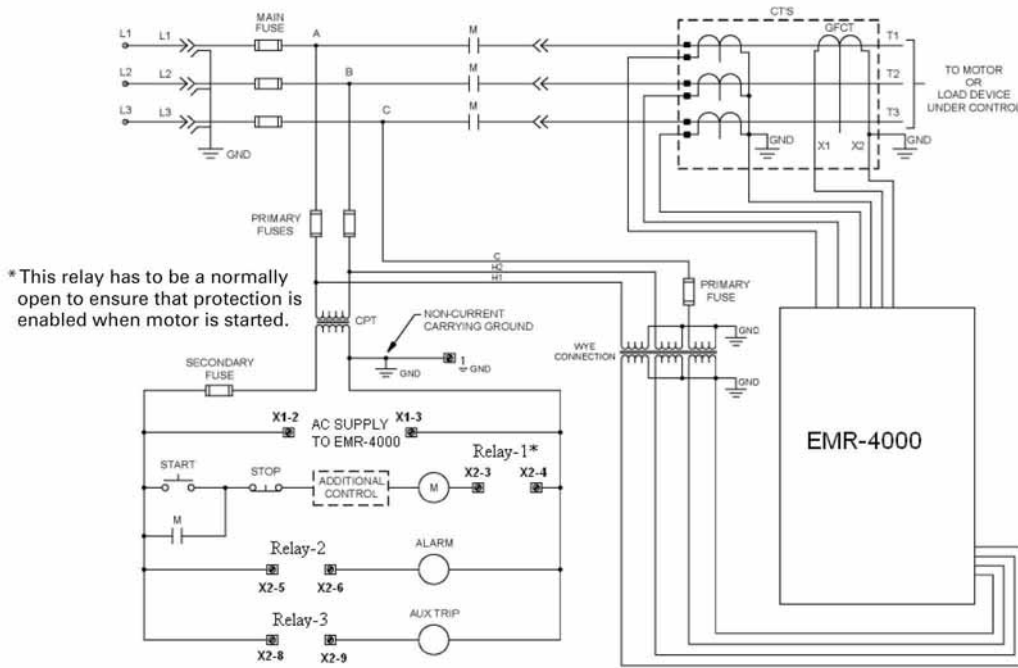 CT'S
MAIN
FUSE
GFCT
L1
L1
A
M
T1
L2
L2
B
M
T2
TO MOTOR
OR
LOAD DEVICE
UNDER CONTROL
L3
L3
C
M
T3
GND
GND
X1
X2
GND
PRIMARY
FUSES
C
H2
H1
* This relay has to be a normally
open to ensure that protection is
enabled when motor is started.
PRIMARY
FUSE
CPT
NON-CURRENT
CARRYING GROUND
GND
WYE
CONNECTION
1
GND
GND
SECONDARY
FUSE
GND
X1-2
AC SUPPLY
TO EMR-4000
X1-3
EMR-4000
Relay-1*
START
STOP
ADDITIONAL
CONTROL
M
X2-3
X2-4
M
Relay-2
ALARM
X2-5
X2-6
Relay-3
AUX TRIP
X2-8
X2-9